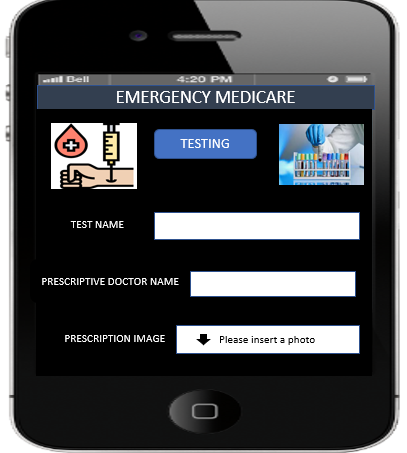 Bell 4:20 PM
EMERGENCY MEDICARE
TESTING
TEST NAME
PRESCRIPTIVE DOCTOR NAME
PRESCRIPTION IMAGE Please insert a photo